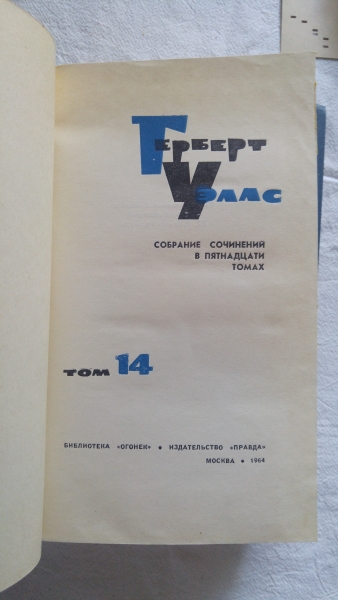 Герберт
Уэллс
СОБРАНИЕ СОЧИНЕНИЙ
В ПЯТНАДЦАТИ
ТОМАХ
ТОМ 14
БИБЛИОТЕКА «ОГОНЕК» • ИЗДАТЕЛЬСТВО «ПРАВДА»
МОСКВА • 1964